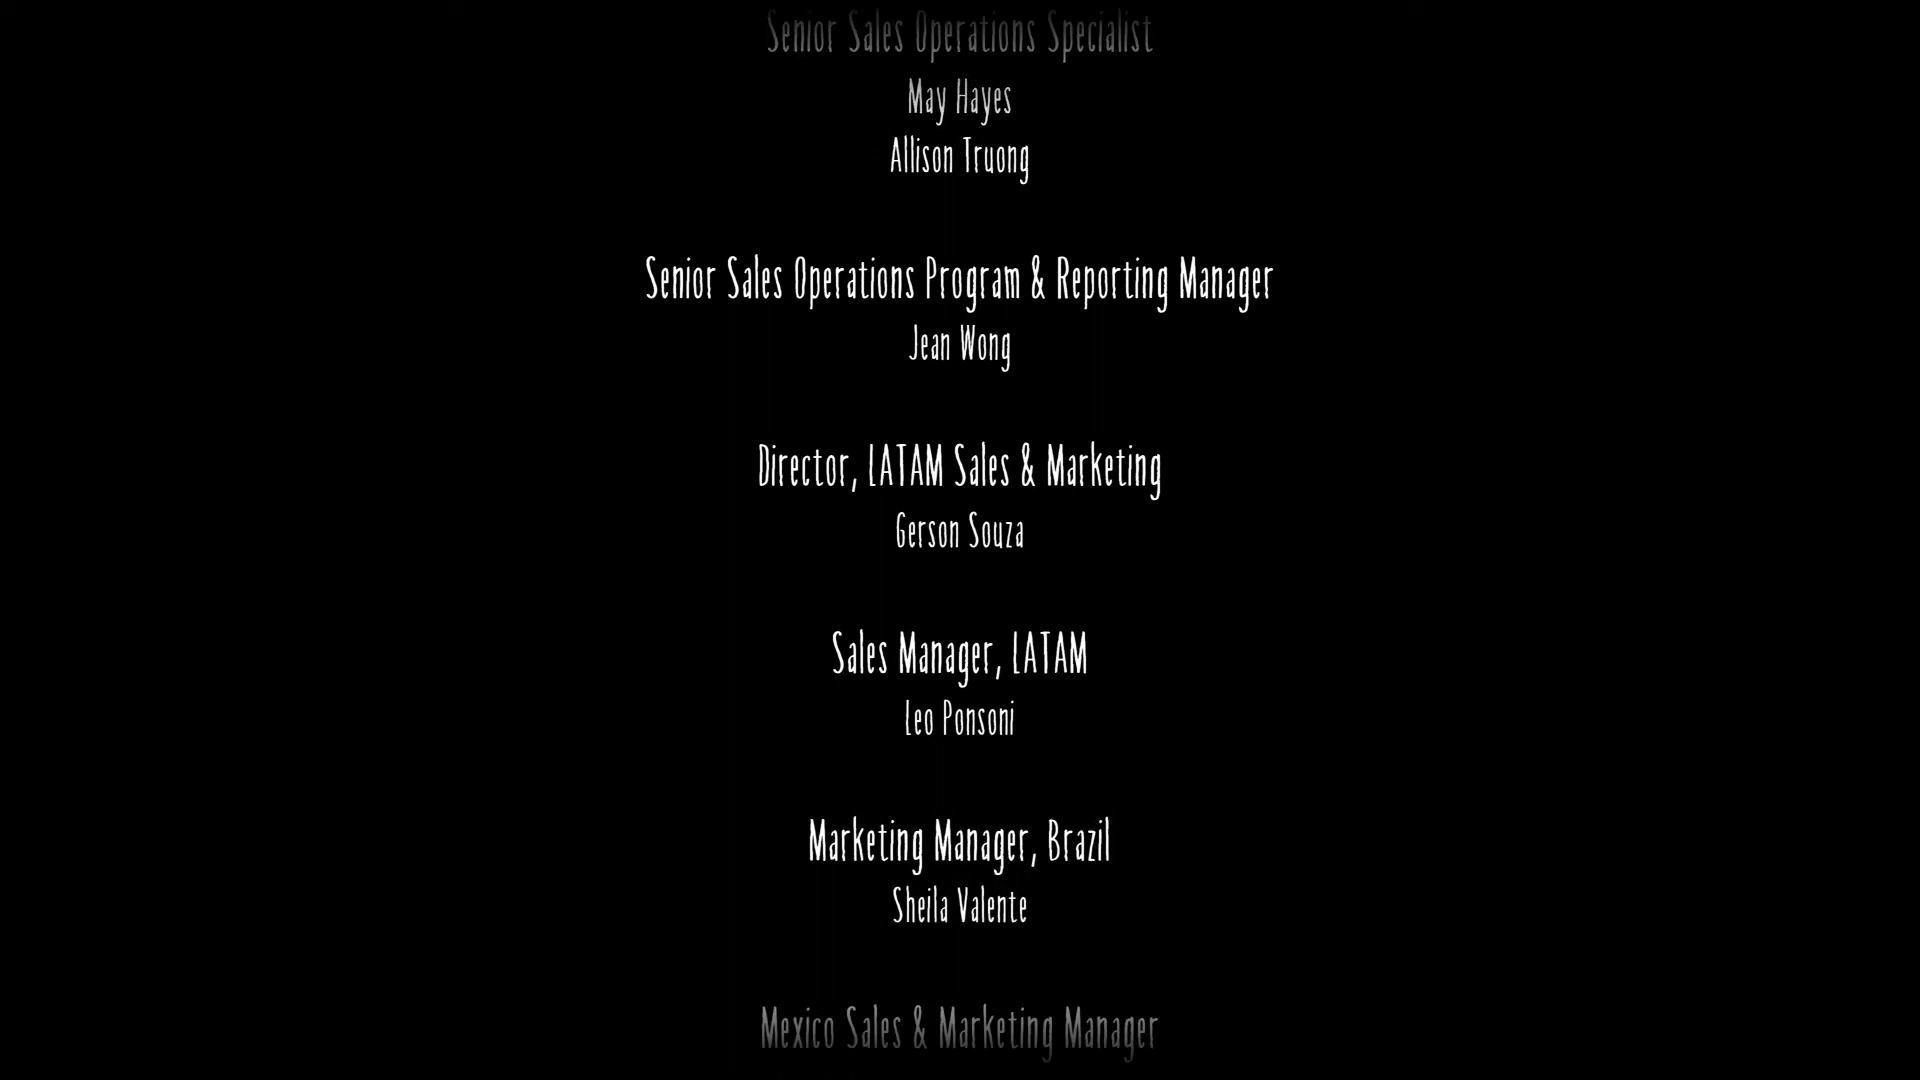 Senior Sales Operations Specialist
May Hayes
Allison Truong
Senior Sales Operations Program & Reporting Manager
Jean Wong
Director, LATAM Sales & Marketing
Gerson Souza
Sales Manager, LATAM
Leo Ponsoni
Marketing Manager, Brazil
Sheila Valente
Mexico Sales & Marketing Manager